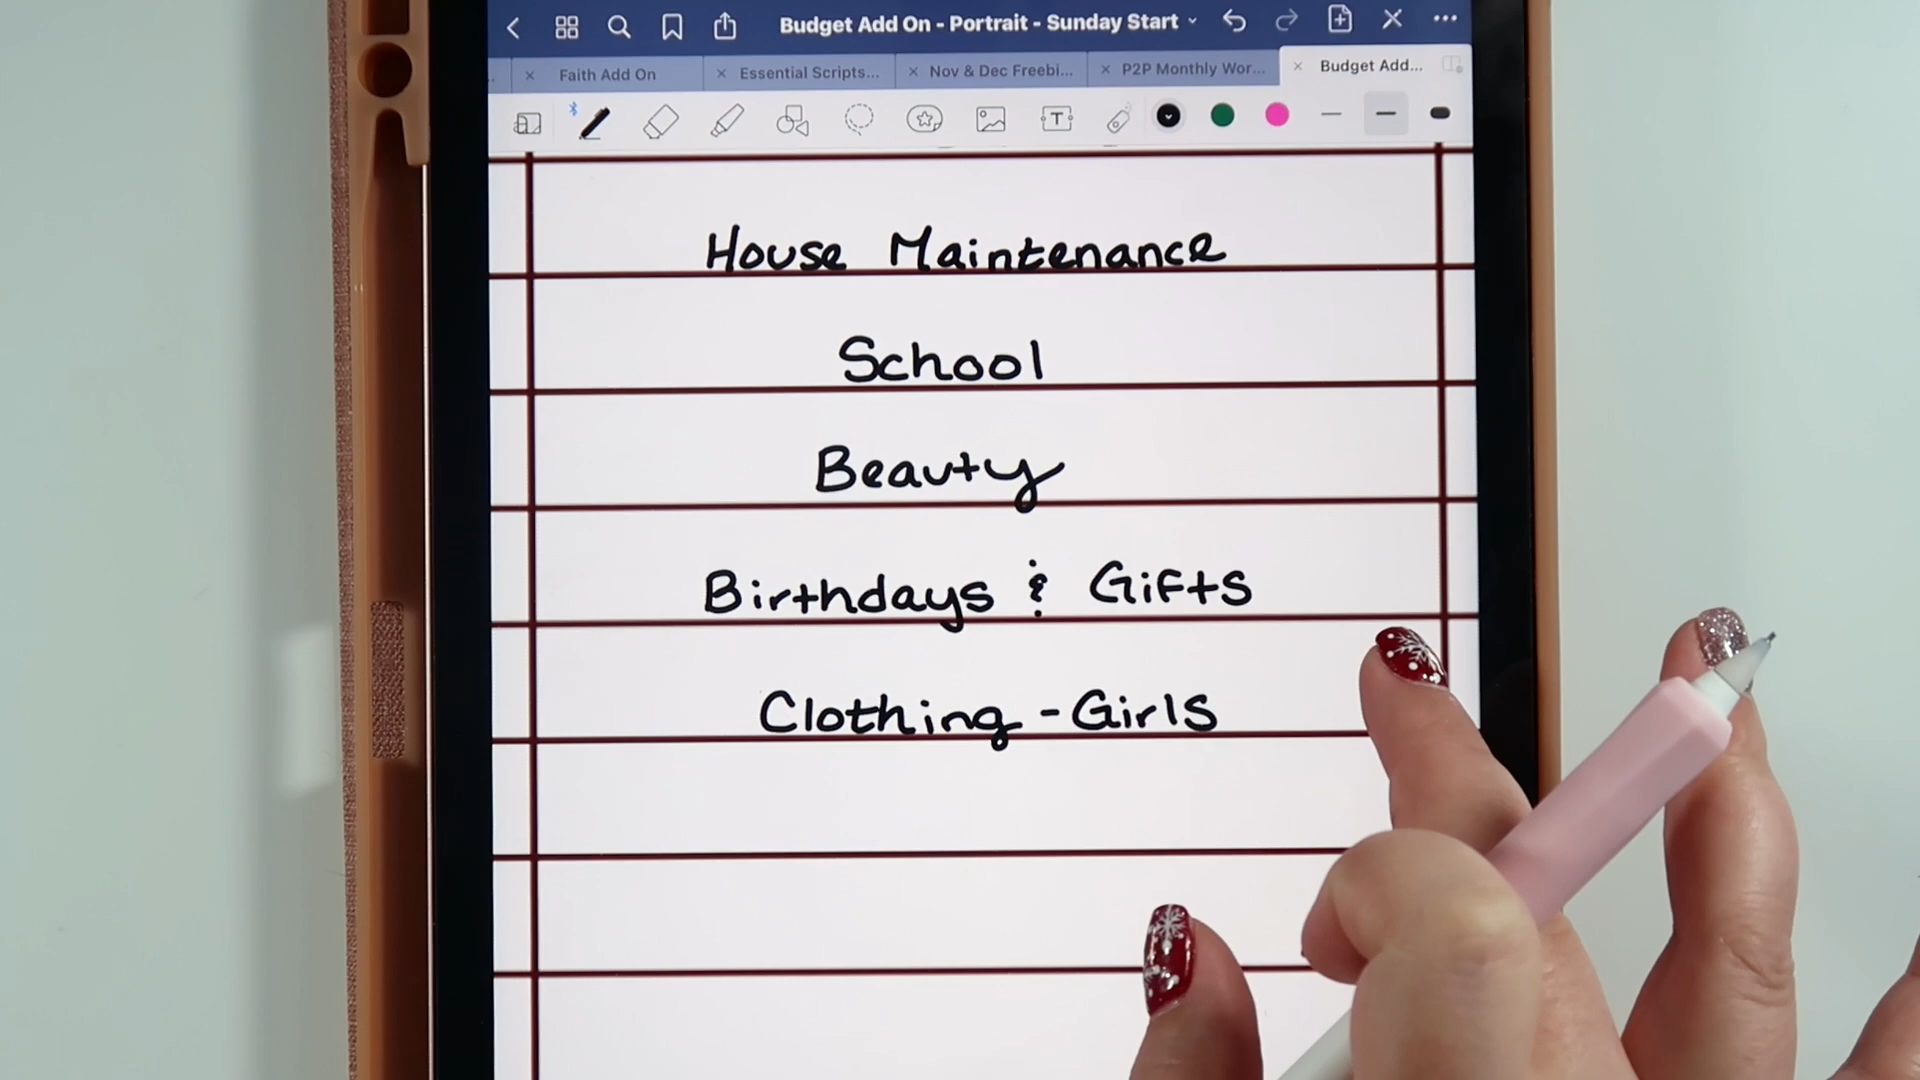 Budget Add On - Portrait - Sunday Start
Faith Add On
Essential Scripts...
Nov & Dec Freebi...
P2P Monthly Wor...
Budget Add...
T
House Maintenance
School
Beauty
Birthdays & Gifts
Clothing - Girls